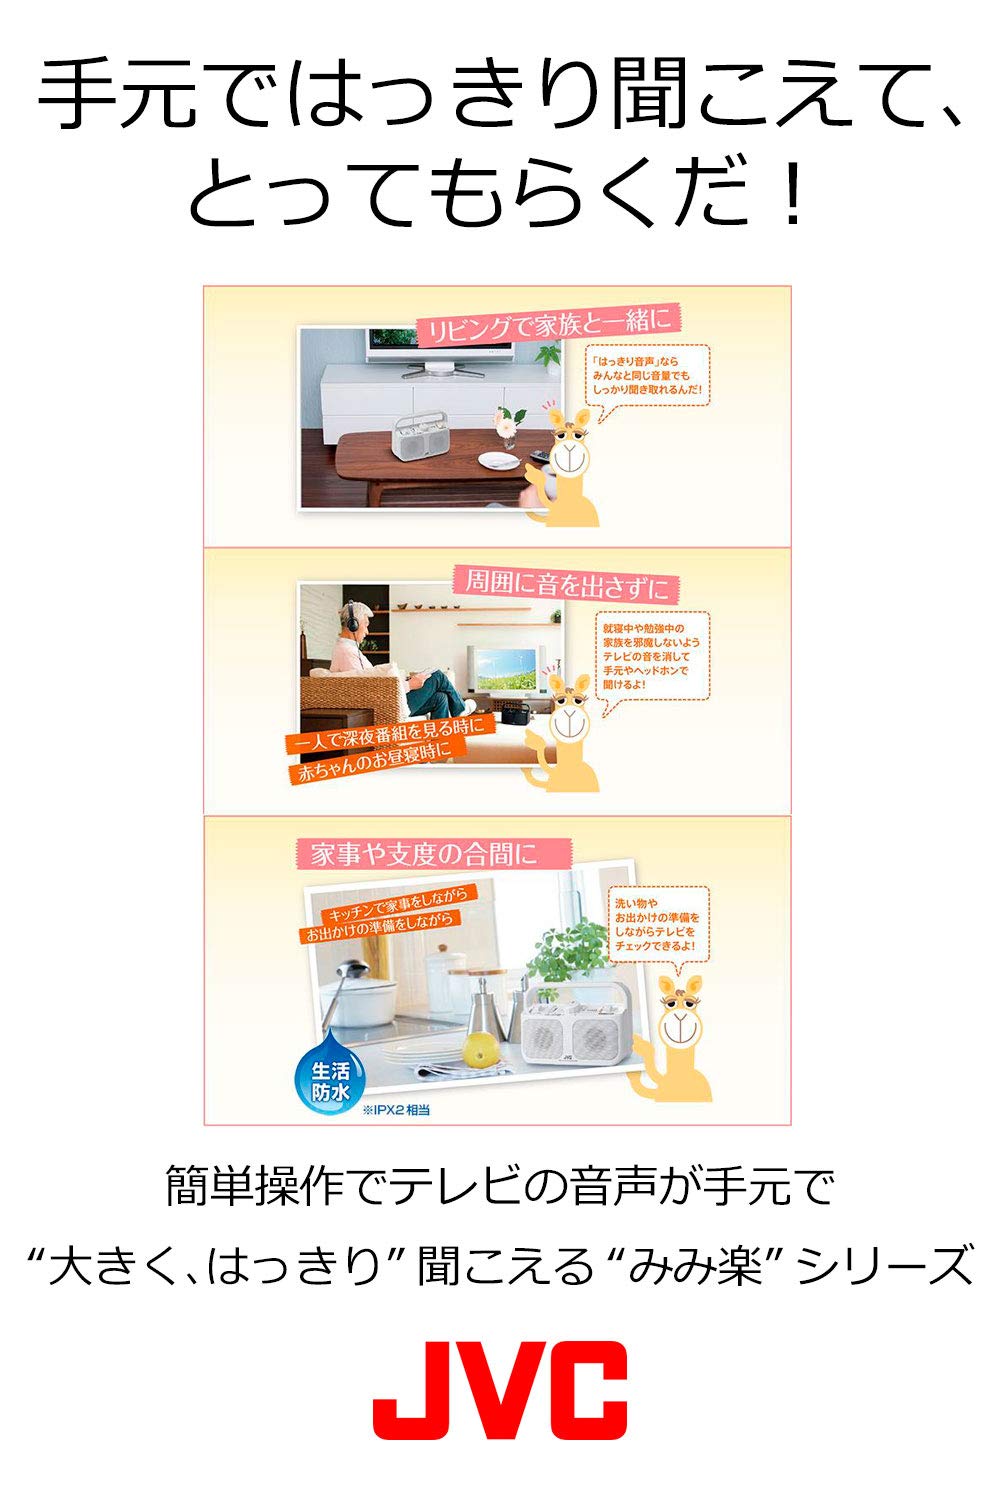 手元ではっきり聞こえて、
とってもらくだ！
リビングで家族と一緒に
「はっきり音声」なら
みんなと同じ音量でも
しっかり聞き取れるんだ！
周囲に音を出さずに
就寝中や勉強中の
家族を邪魔しないよう
テレビの音を消して
手元やヘッドホンで
聞けるよ！
一人で深夜番組を見る時に
赤ちゃんのお昼寝時に
家事や支度の合間に
キッチンで家事をしながら
お出かけの準備をしながら
洗い物や
お出かけの準備を
しながらテレビを
チェックできるよ！
JVC
生活
防水
※IPX2相当
簡単操作でテレビの音声が手元で
“大きく、はっきり”聞こえる“みみ楽”シリーズ
JVC